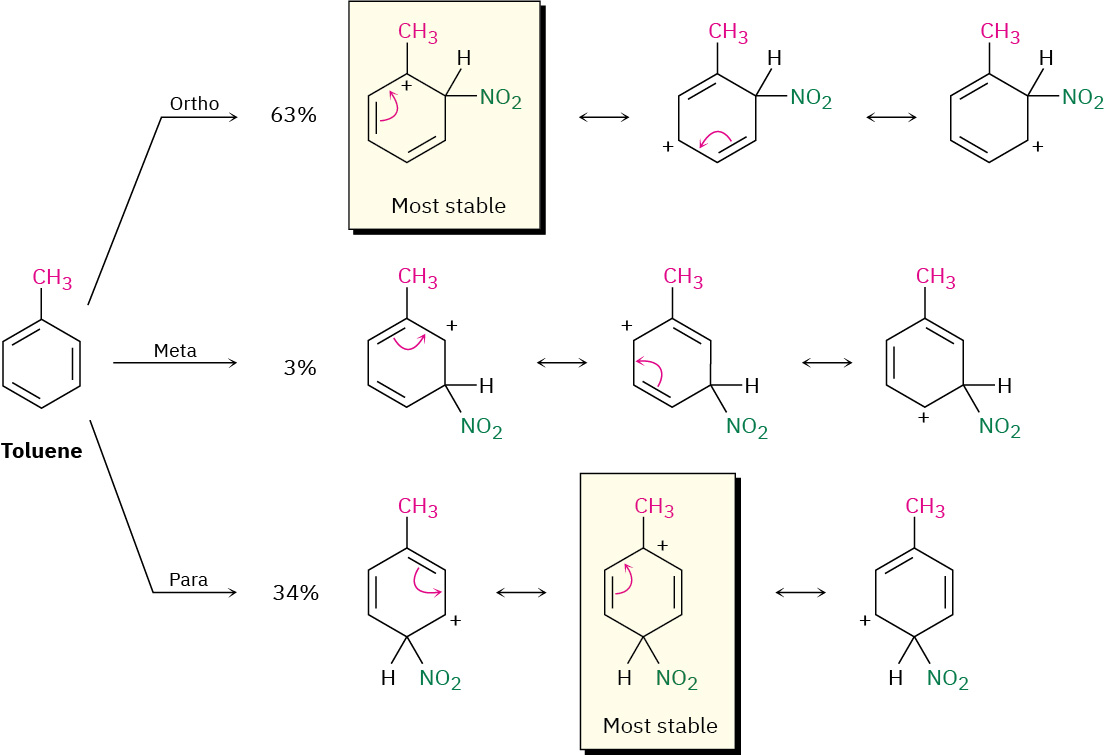 CH₃ CH₃ CH₃
H H H
+
Ortho 63% NO₂ NO₂ NO₂
+ +
Most stable
CH₃ CH₃ CH₃ CH₃
+ +
Meta 3% H H H
NO₂ NO₂ NO₂
+
Toluene
CH₃ CH₃ CH₃
+
Para 34%
+ +
H NO₂ H NO₂ H NO₂
Most stable